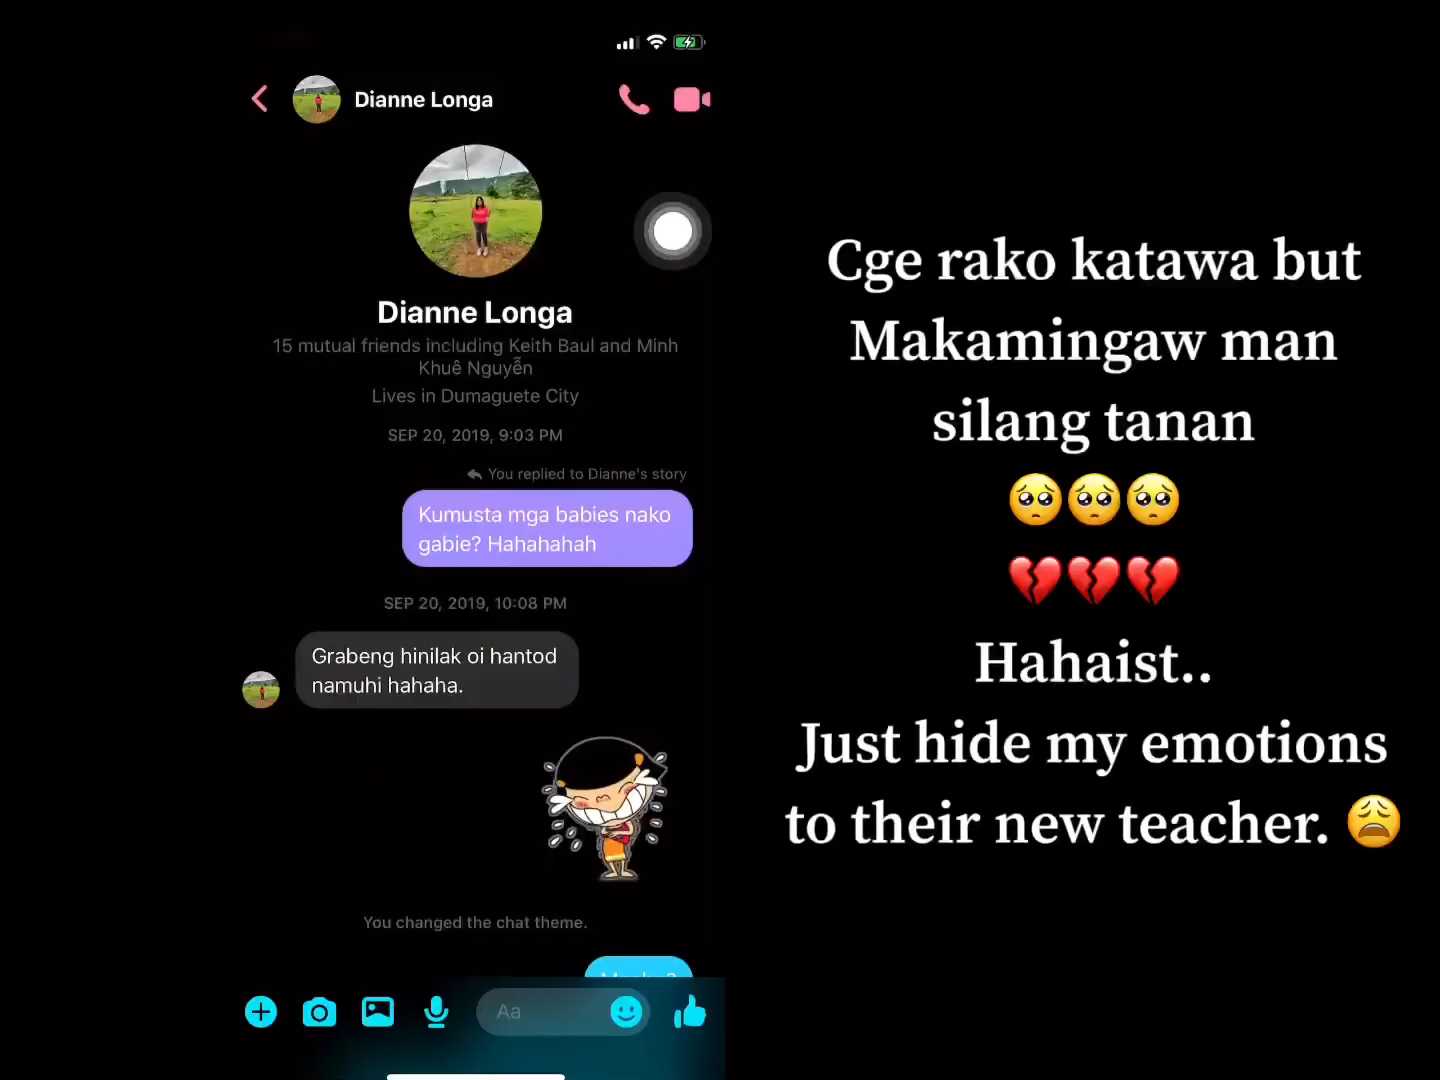 Dianne Longa
Dianne Longa
15 mutual friends including Keith Baul and Minh
Khuê Nguyễn
Lives in Dumaguete City
SEP 20, 2019, 9:03 PM
You replied to Dianne's story
Kumusta mga babies nako
gabie? Hahahahah
SEP 20, 2019, 10:08 PM
Grabeng hinilak oi hantod
namuhi hahaha.
You changed the chat theme.
Aa
Cge rako katawa but
Makamingaw man
silang tanan
🥺🥺🥺
💔💔💔
Hahaist..
Just hide my emotions
to their new teacher. 😩